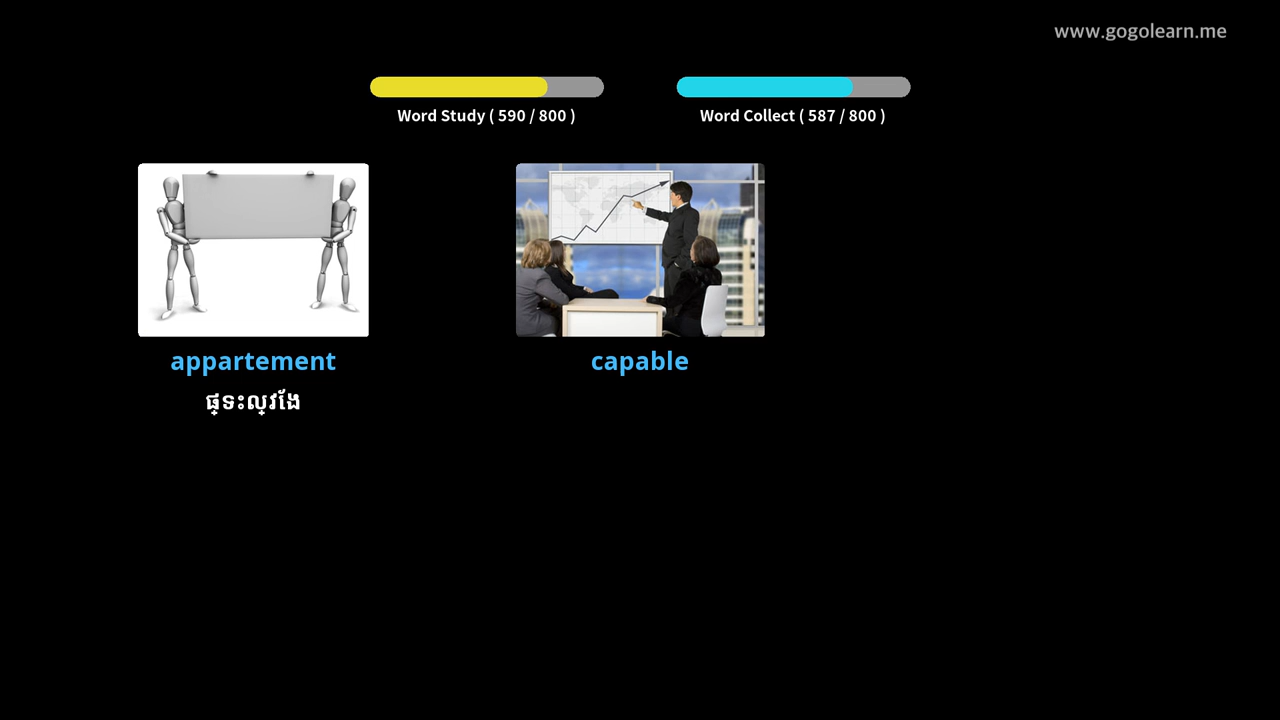 www.gogolearn.me
Word Study ( 590 / 800 )
Word Collect ( 587 / 800 )
appartement
capable
ផ្ទះល្វែង